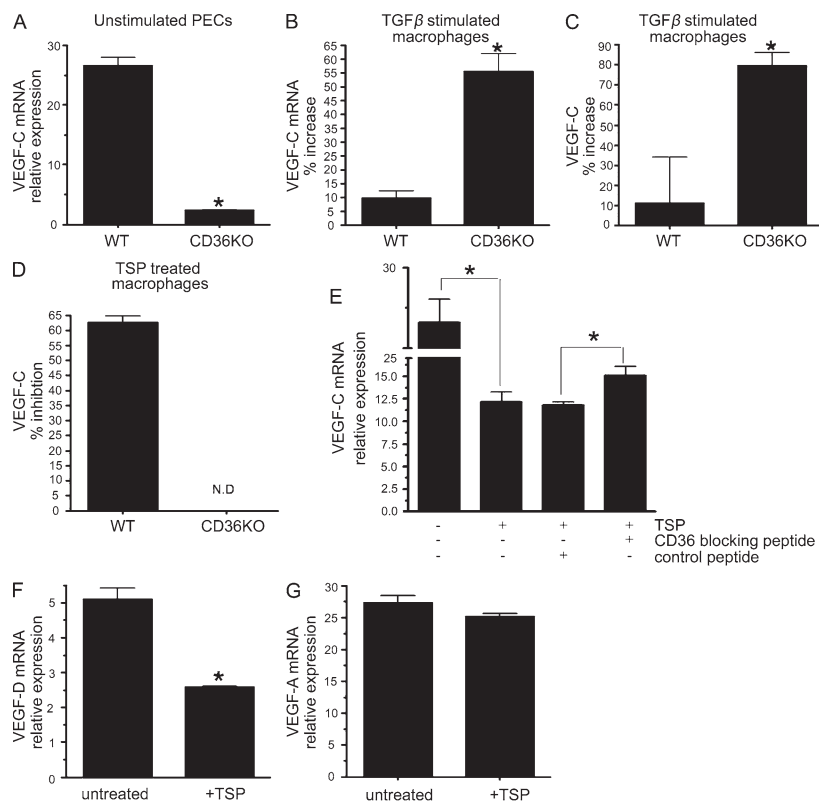 A
Unstimulated PECs
VEGF-C mRNA
relative expression
30
20
10
0
*
WT
CD36KO
B
TGFβ stimulated
macrophages
VEGF-C mRNA
% increase
65
60
55
50
45
40
35
30
25
20
15
10
5
0
*
WT
CD36KO
C
TGFβ stimulated
macrophages
VEGF-C
% increase
90
80
70
60
50
40
30
20
10
0
*
WT
CD36KO
D
TSP treated
macrophages
VEGF-C
% inhibtion
65
60
55
50
45
40
35
30
25
20
15
10
5
0
N.D
WT
CD36KO
E
VEGF-C mRNA
relative expression
30
25
15.0
12.5
10.0
7.5
5.0
2.5
0.0
*
*
- + + + TSP
- - - + CD36 blocking peptide
- - + - control peptide
F
VEGF-D mRNA
relative expression
5
4
3
2
1
0
*
untreated
+TSP
G
VEGF-A mRNA
relative expression
30
25
20
15
10
5
0
untreated
+TSP